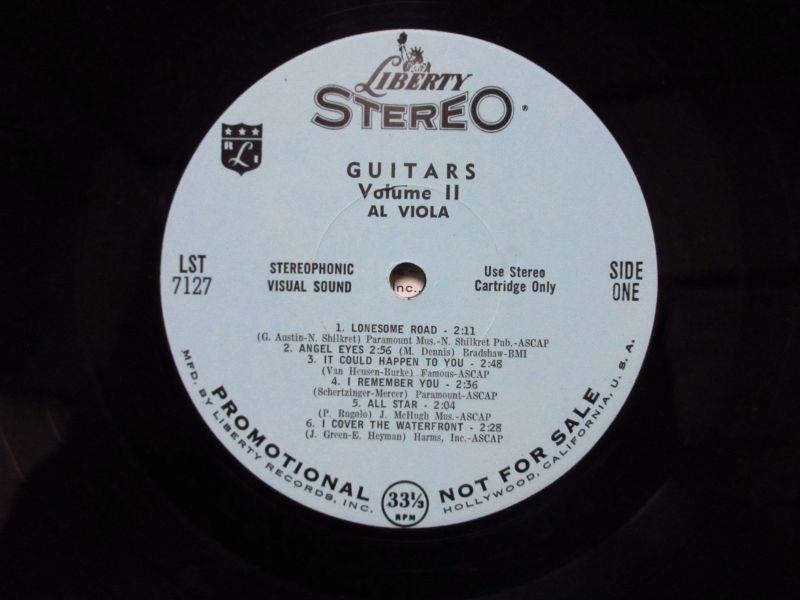 LIBERTY
STEREO®
R L I
GUITARS
Volume II
AL VIOLA
LST
7127
STEREOPHONIC
VISUAL SOUND
nc.,
Use Stereo
Cartridge Only
SIDE
ONE
1. LONESOME ROAD - 2:11
(G. Austin-N. Shilkret) Paramount Mus.-N. Shilkret Pub.-ASCAP
2. ANGEL EYES 2:56 (M. Dennis) Bradshaw-BMI
3. IT COULD HAPPEN TO YOU - 2:48
(Van Heusen-Burke) Famous-ASCAP
4. I REMEMBER YOU - 2:36
(Schertzinger-Mercer) Paramount-ASCAP
5. ALL STAR - 2:04
(P. Rugolo) J. McHugh Mus.-ASCAP
6. I COVER THE WATERFRONT - 2:28
(J. Green-E. Heyman) Harms, Inc.-ASCAP
PROMOTIONAL
NOT FOR SALE
MFD. BY LIBERTY RECORDS, INC.
HOLLYWOOD, CALIFORNIA, U.S.A.
33⅓
RPM